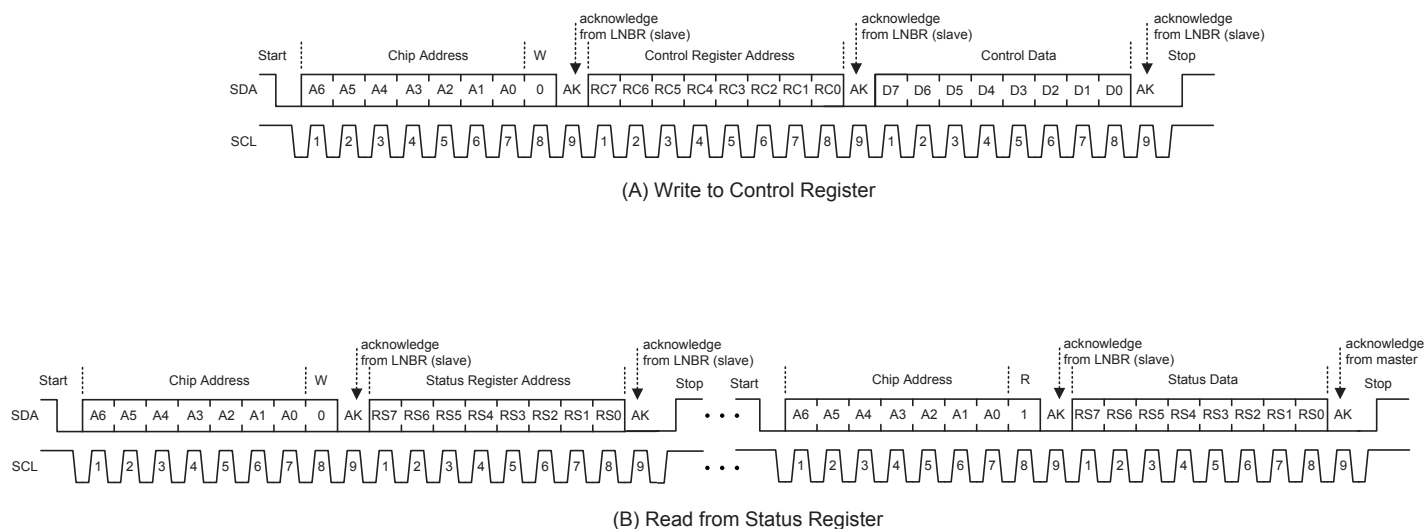 acknowledge acknowledge acknowledge
from LNBR (slave) from LNBR (slave) from LNBR (slave)
Start Chip Address W Control Register Address Control Data Stop
SDA A6 A5 A4 A3 A2 A1 A0 0 AK RC7 RC6 RC5 RC4 RC3 RC2 RC1 RC0 AK D7 D6 D5 D4 D3 D2 D1 D0 AK
SCL 1 2 3 4 5 6 7 8 9 1 2 3 4 5 6 7 8 9 1 2 3 4 5 6 7 8 9
(A) Write to Control Register
acknowledge acknowledge acknowledge acknowledge
from LNBR (slave) from LNBR (slave) from LNBR (slave) from master
Start Chip Address W Status Register Address Stop Start Chip Address R Status Data Stop
SDA A6 A5 A4 A3 A2 A1 A0 0 AK RS7 RS6 RS5 RS4 RS3 RS2 RS1 RS0 AK A6 A5 A4 A3 A2 A1 A0 1 AK RS7 RS6 RS5 RS4 RS3 RS2 RS1 RS0 AK
SCL 1 2 3 4 5 6 7 8 9 1 2 3 4 5 6 7 8 9 1 2 3 4 5 6 7 8 9 1 2 3 4 5 6 7 8 9
(B) Read from Status Register